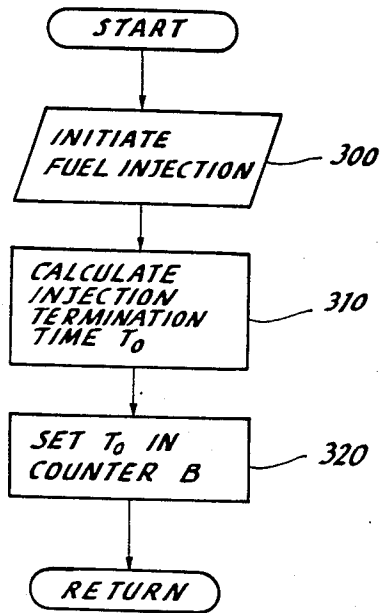 START
INITIATE
FUEL INJECTION
300
CALCULATE
INJECTION
TERMINATION
TIME T0
310
SET T0 IN
COUNTER B
320
RETURN